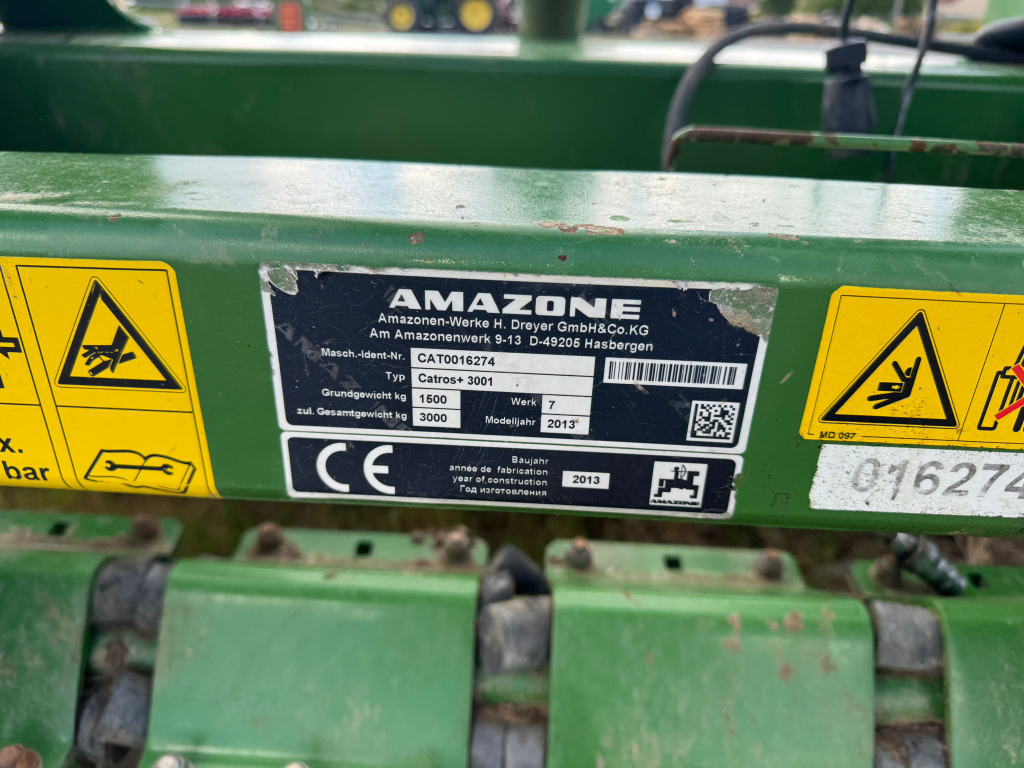 AMAZONE
Amazonen-Werke H. Dreyer GmbH&Co.KG
Am Amazonenwerk 9-13 D-49205 Hasbergen
Masch.-Ident-Nr. CAT0016274
Typ Catros+ 3001
Grundgewicht kg 1500 Werk 7
zul. Gesamtgewicht kg 3000 Modelljahr 2013
CE
Baujahr
année de fabrication
year of construction
Год изготовления
2013
AMAZONE
x.
bar
MD 097
016274